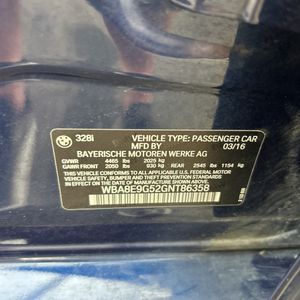 328i
VEHICLE TYPE: PASSENGER CAR
MFD BY 03/16
BAYERISCHE MOTOREN WERKE AG
GVWR 4465 lbs 2025 kg
GAWR FRONT 2050 lbs 930 kg REAR 2545 lbs 1154 kg
THIS VEHICLE CONFORMS TO ALL APPLICABLE U.S. FEDERAL MOTOR VEHICLE
SAFETY, BUMPER AND THEFT PREVENTION STANDARDS IN EFFECT
ON THE DATE OF MANUFACTURE SHOWN ABOVE.
WBA8E9G52GNT86358